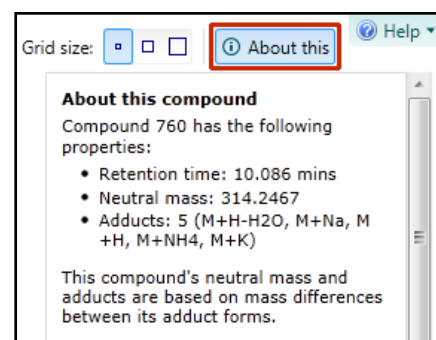 Grid size: About this Help
About this compound
Compound 760 has the following
properties:
• Retention time: 10.086 mins
• Neutral mass: 314.2467
• Adducts: 5 (M+H-H2O, M+Na, M
+H, M+NH4, M+K)
This compound's neutral mass and
adducts are based on mass differences
between its adduct forms.